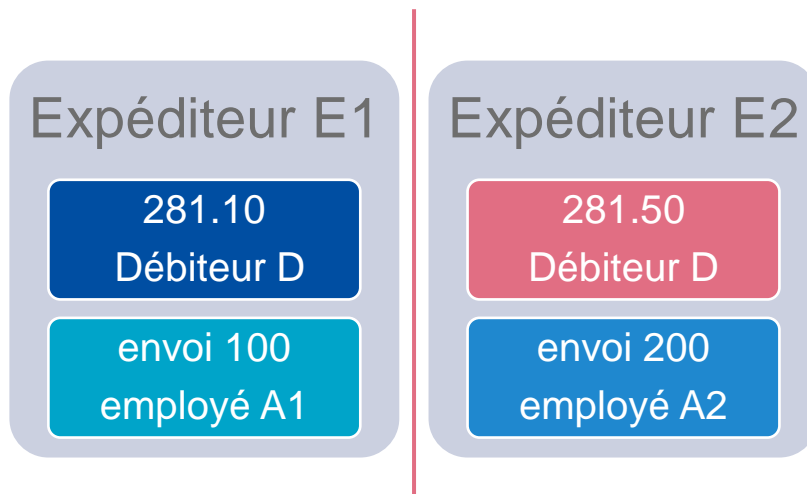 Expéditeur E1
281.10
Débiteur D
envoi 100
employé A1
Expéditeur E2
281.50
Débiteur D
envoi 200
employé A2